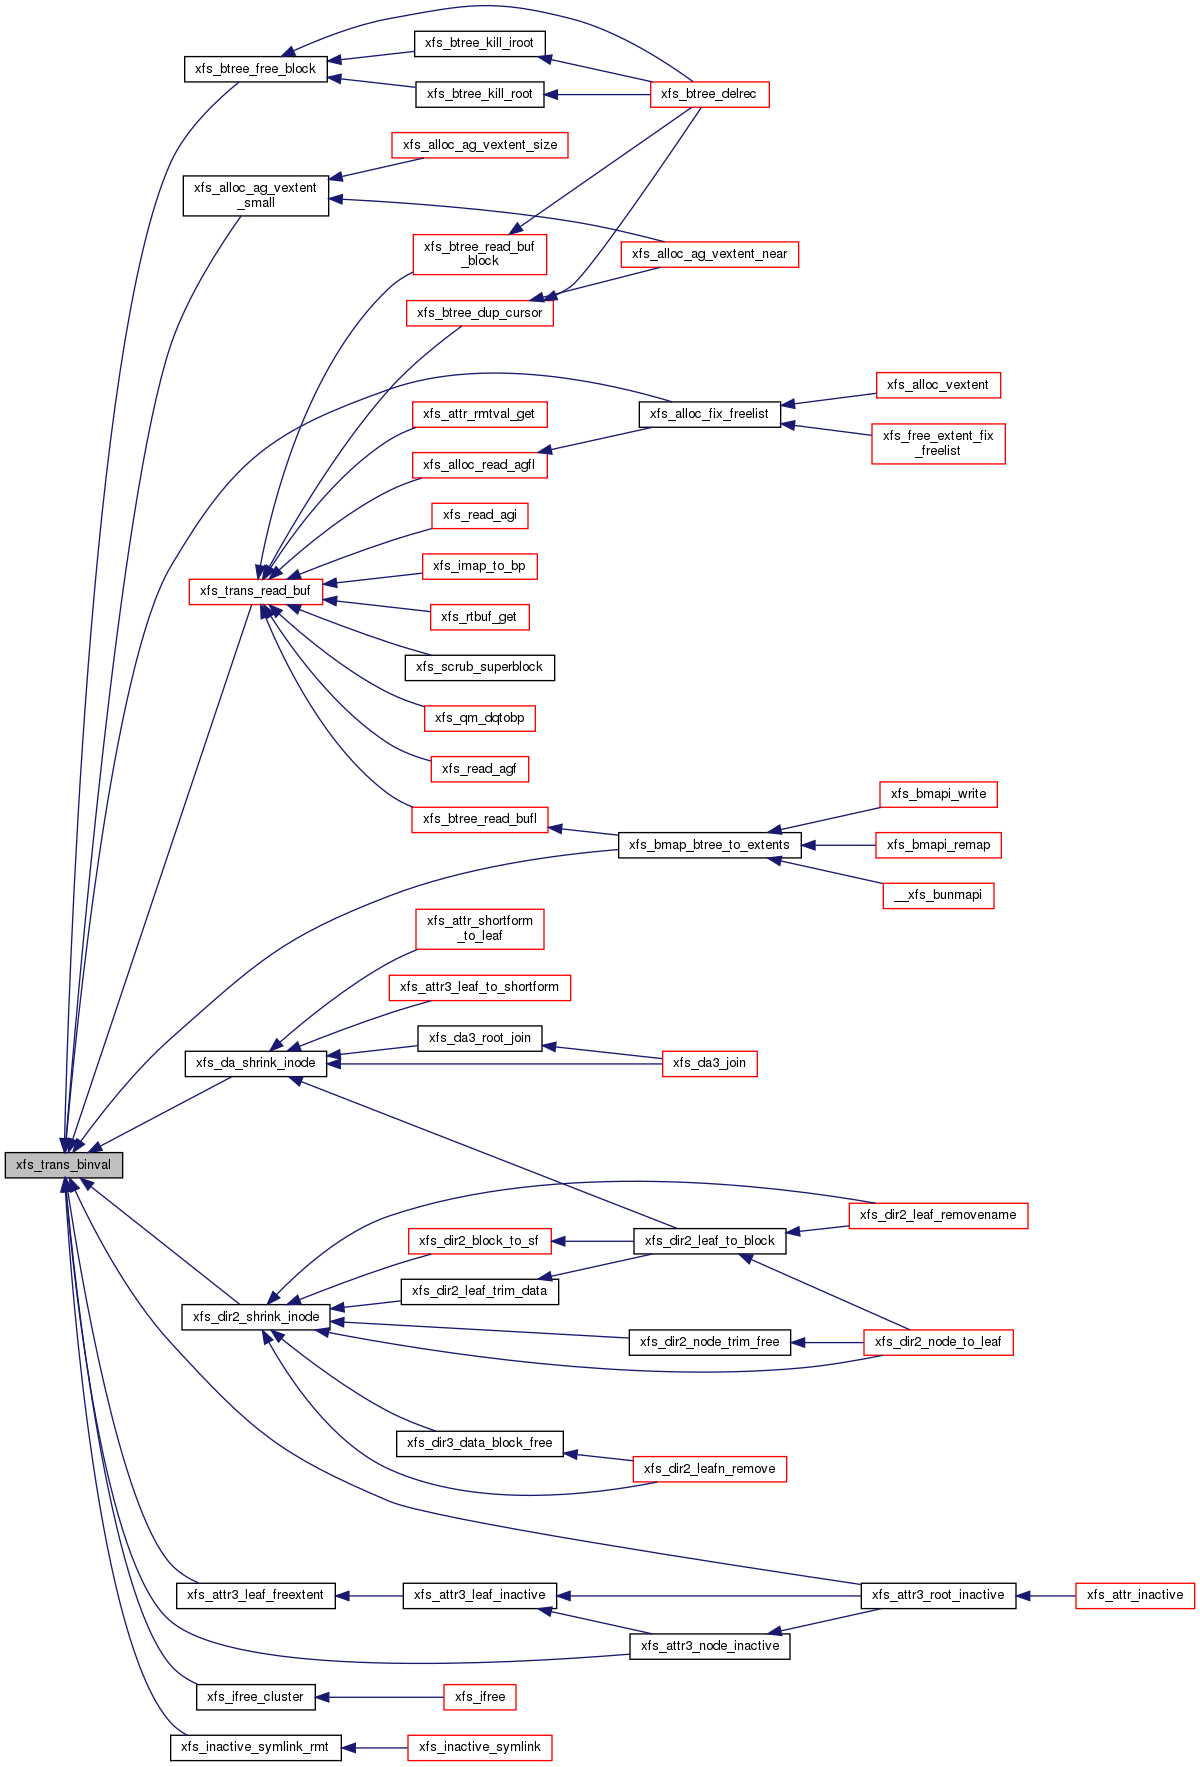 xfs_btree_kill_iroot
xfs_btree_free_block
xfs_btree_kill_root
xfs_btree_delrec
xfs_alloc_ag_vextent_size
xfs_alloc_ag_vextent
_small
xfs_btree_read_buf
_block
xfs_alloc_ag_vextent_near
xfs_btree_dup_cursor
xfs_alloc_vextent
xfs_attr_rmtval_get
xfs_alloc_fix_freelist
xfs_free_extent_fix
_freelist
xfs_alloc_read_agfl
xfs_read_agi
xfs_imap_to_bp
xfs_trans_read_buf
xfs_rtbuf_get
xfs_scrub_superblock
xfs_qm_dqtobp
xfs_read_agf
xfs_bmapi_write
xfs_btree_read_bufl
xfs_bmap_btree_to_extents
xfs_bmapi_remap
__xfs_bunmapi
xfs_attr_shortform
_to_leaf
xfs_attr3_leaf_to_shortform
xfs_da3_root_join
xfs_da_shrink_inode
xfs_da3_join
xfs_trans_binval
xfs_dir2_leaf_removename
xfs_dir2_block_to_sf
xfs_dir2_leaf_to_block
xfs_dir2_leaf_trim_data
xfs_dir2_shrink_inode
xfs_dir2_node_trim_free
xfs_dir2_node_to_leaf
xfs_dir3_data_block_free
xfs_dir2_leafn_remove
xfs_attr3_leaf_freextent
xfs_attr3_leaf_inactive
xfs_attr3_root_inactive
xfs_attr_inactive
xfs_attr3_node_inactive
xfs_ifree_cluster
xfs_ifree
xfs_inactive_symlink_rmt
xfs_inactive_symlink